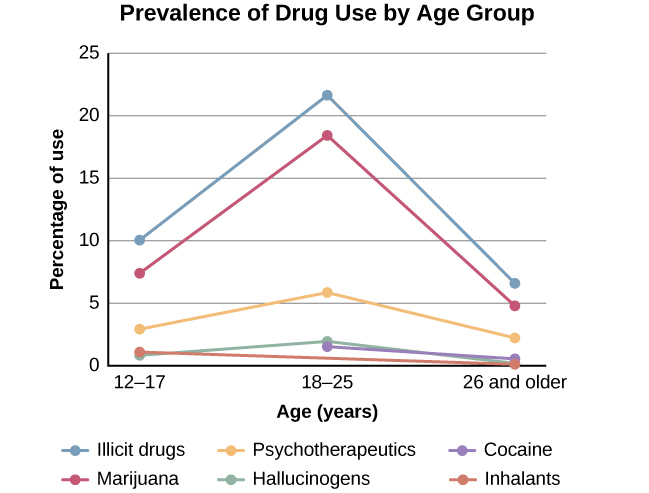 Prevalence of Drug Use by Age Group
25
20
15
10
5
0
Percentage of use
12–17 18–25 26 and older
Age (years)
Illicit drugs Psychotherapeutics Cocaine
Marijuana Hallucinogens Inhalants